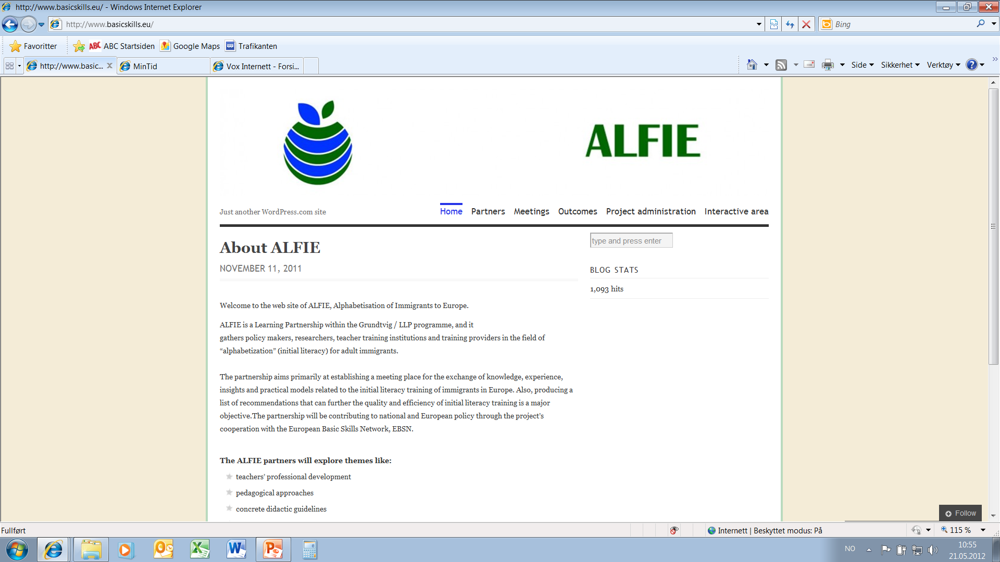 http://www.basicskills.eu/ - Windows Internet Explorer
http://www.basicskills.eu/
Bing
Favoritter
ABC ABC Startsiden
Google Maps
Trafikanten
http://www.basic...
MinTid
Vox Internett - Forsi...
Side
Sikkerhet
Verktøy
ALFIE
Just another WordPress.com site
Home
Partners
Meetings
Outcomes
Project administration
Interactive area
About ALFIE
NOVEMBER 11, 2011
type and press enter
BLOG STATS
1,093 hits
Welcome to the web site of ALFIE, Alphabetisation of Immigrants to Europe.
ALFIE is a Learning Partnership within the Grundtvig / LLP programme, and it
gathers policy makers, researchers, teacher training institutions and training providers in the field of
“alphabetization” (initial literacy) for adult immigrants.
The partnership aims primarily at establishing a meeting place for the exchange of knowledge, experience,
insights and practical models related to the initial literacy training of immigrants in Europe. Also, producing a
list of recommendations that can further the quality and efficiency of initial literacy training is a major
objective.The partnership will be contributing to national and European policy through the project’s
cooperation with the European Basic Skills Network, EBSN.
The ALFIE partners will explore themes like:
teachers’ professional development
pedagogical approaches
concrete didactic guidelines
Follow
Fullført
Internett | Beskyttet modus: På
115 %
NO
10:55
21.05.2012